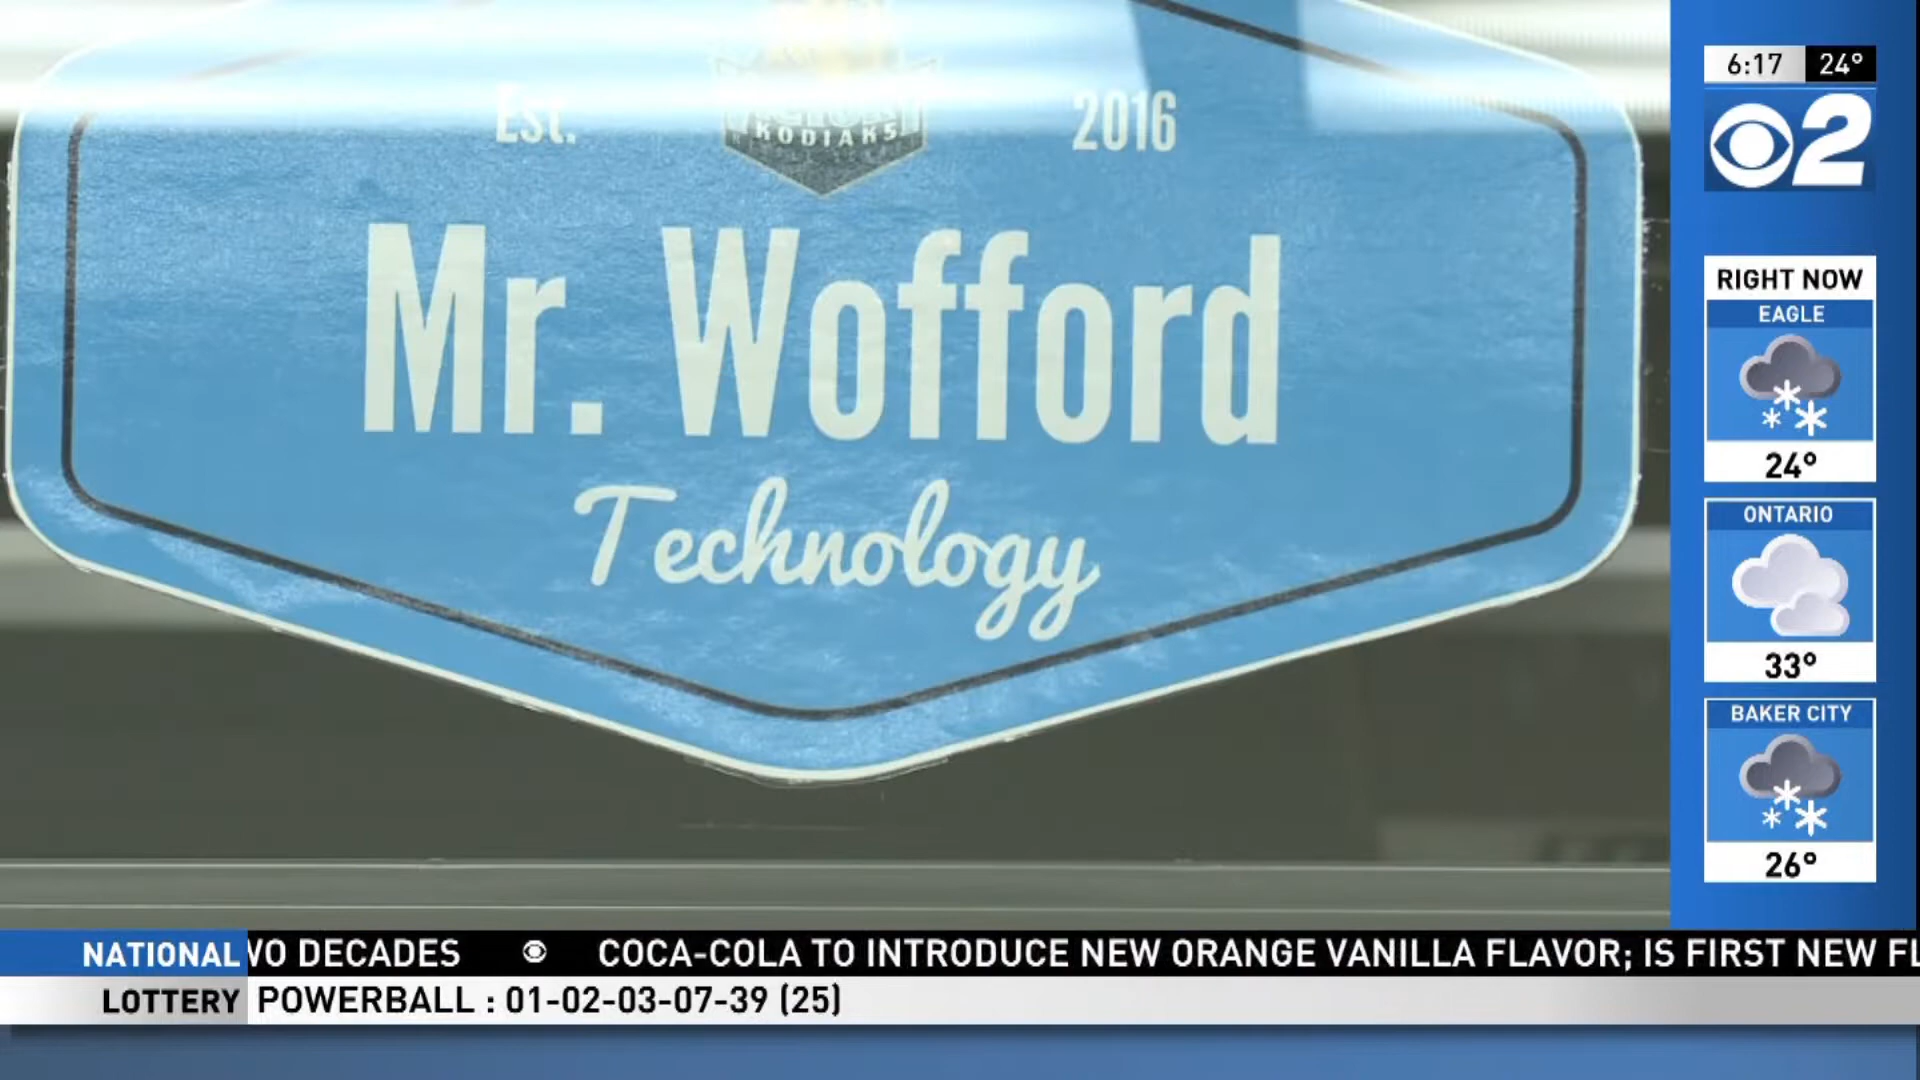 Est. 2016
KODIAKS
Mr. Wofford
Technology
6:17 24°
2
RIGHT NOW
EAGLE
24°
ONTARIO
33°
BAKER CITY
26°
NATIONAL WO DECADES COCA-COLA TO INTRODUCE NEW ORANGE VANILLA FLAVOR; IS FIRST NEW FL
LOTTERY POWERBALL : 01-02-03-07-39 (25)